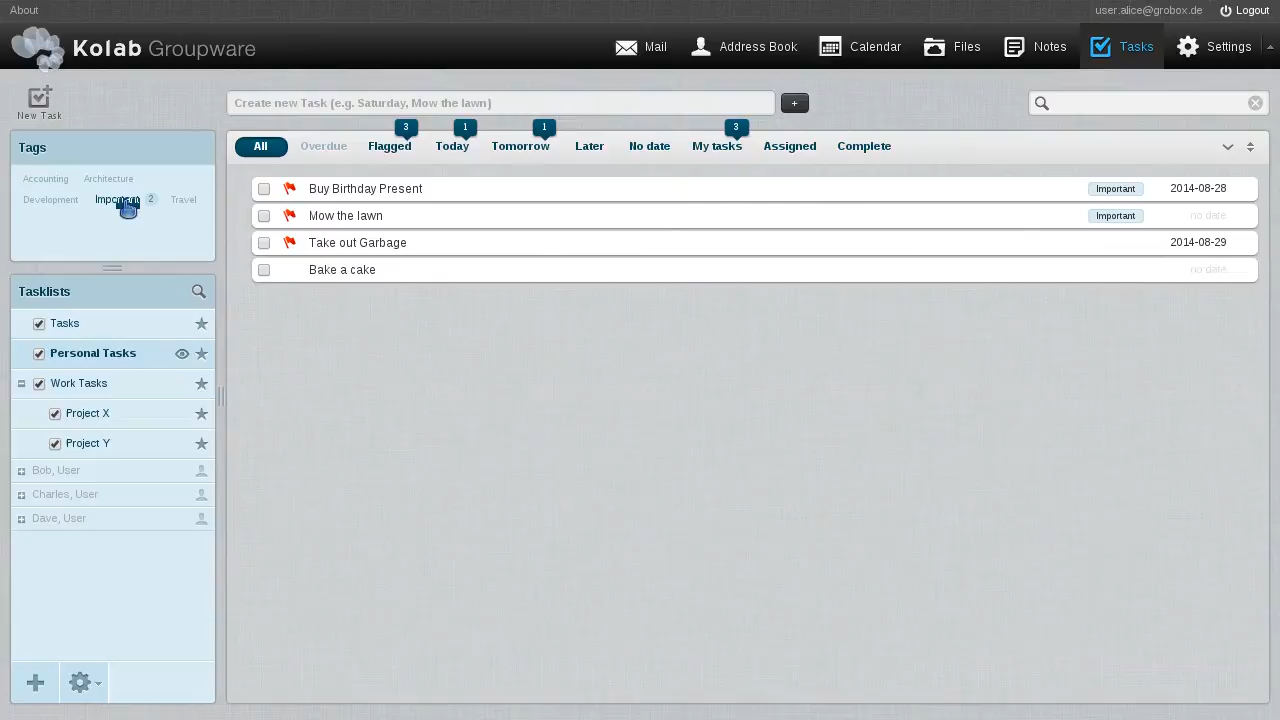 About
user.alice@grobox.de Logout
Kolab Groupware
Mail Address Book Calendar Files Notes Tasks Settings
New Task
Create new Task (e.g. Saturday, Mow the lawn)
+
3 1 1 3
All Overdue Flagged Today Tomorrow Later No date My tasks Assigned Complete
Tags
Accounting Architecture
Development Important 2 Travel
Buy Birthday Present Important 2014-08-28
Mow the lawn Important no date
Take out Garbage 2014-08-29
Bake a cake no date
Tasklists
Tasks
Personal Tasks
Work Tasks
Project X
Project Y
Bob, User
Charles, User
Dave, User